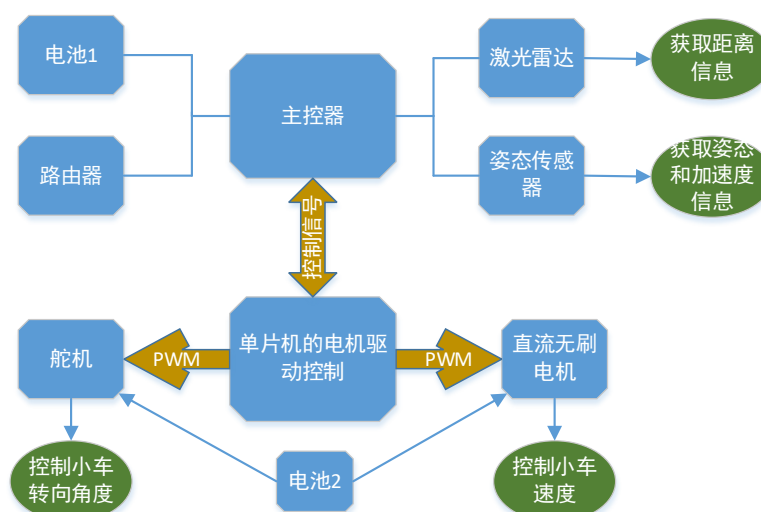 电池1
主控器
激光雷达
获取距离
信息
路由器
姿态传感
器
获取姿态
和加速度
信息
控制信号
舵机
PWM
单片机的电机驱
动控制
PWM
直流无刷
电机
控制小车
转向角度
电池2
控制小车
速度